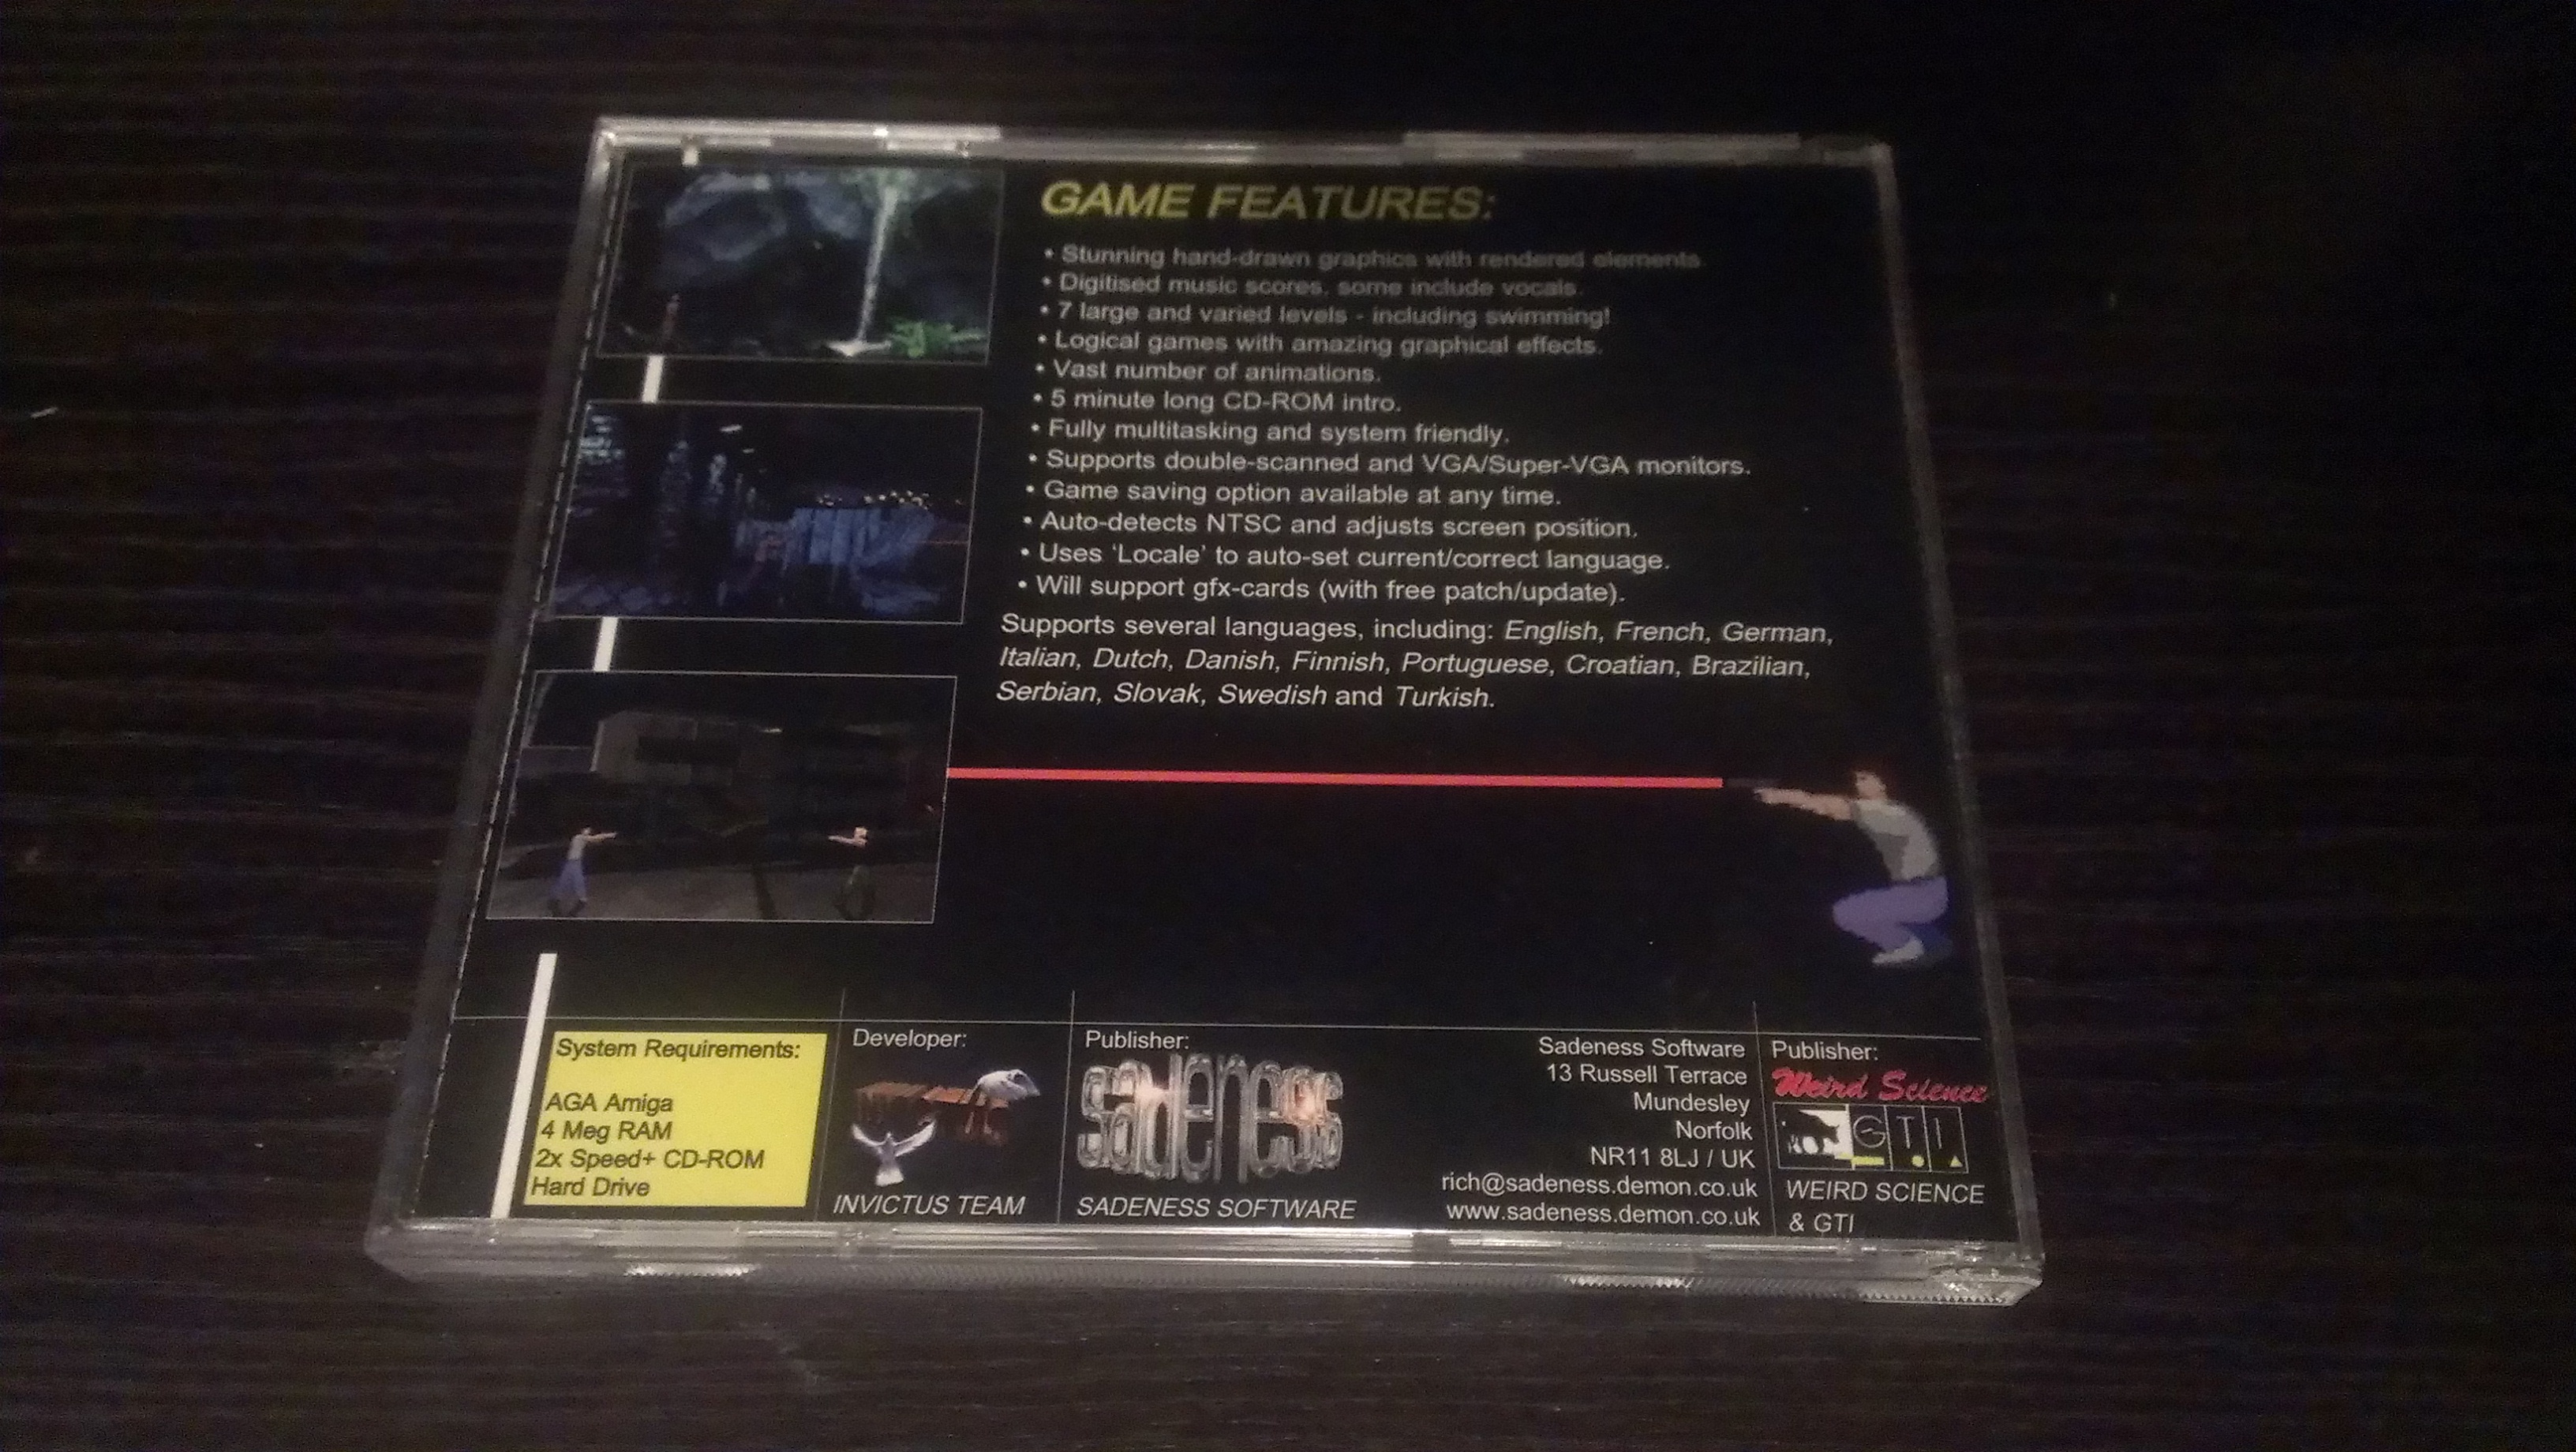 GAME FEATURES:
• Stunning hand-drawn graphics with rendered elements
• Digitised music scores, some include vocals.
• 7 large and varied levels - including swimming!
• Logical games with amazing graphical effects.
• Vast number of animations.
• 5 minute long CD-ROM intro.
• Fully multitasking and system friendly.
• Supports double-scanned and VGA/Super-VGA monitors.
• Game saving option available at any time.
• Auto-detects NTSC and adjusts screen position.
• Uses ‘Locale’ to auto-set current/correct language.
• Will support gfx-cards (with free patch/update).
Supports several languages, including: English, French, German,
Italian, Dutch, Danish, Finnish, Portuguese, Croatian, Brazilian,
Serbian, Slovak, Swedish and Turkish.
System Requirements:
AGA Amiga
4 Meg RAM
2x Speed+ CD-ROM
Hard Drive
Developer:
INVICTUS TEAM
Publisher:
sadeness
SADENESS SOFTWARE
Sadeness Software
13 Russell Terrace
Mundesley
Norfolk
NR11 8LJ / UK
rich@sadeness.demon.co.uk
www.sadeness.demon.co.uk
Publisher:
Weird Science
GTI
WEIRD SCIENCE
& GTI